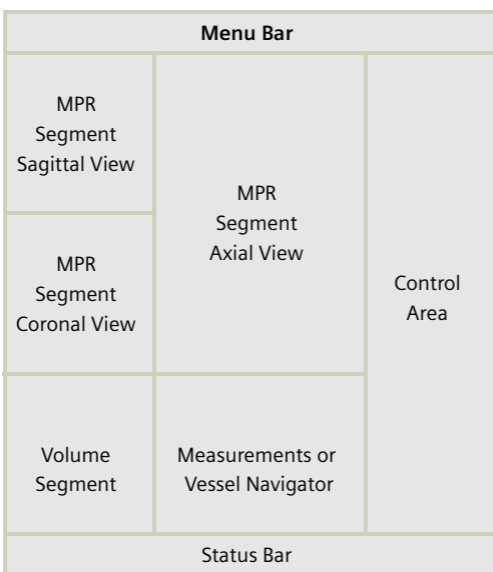 Menu Bar
MPR
Segment
Sagittal View
MPR
Segment
Axial View
MPR
Segment
Coronal View
Control
Area
Volume
Segment
Measurements or
Vessel Navigator
Status Bar